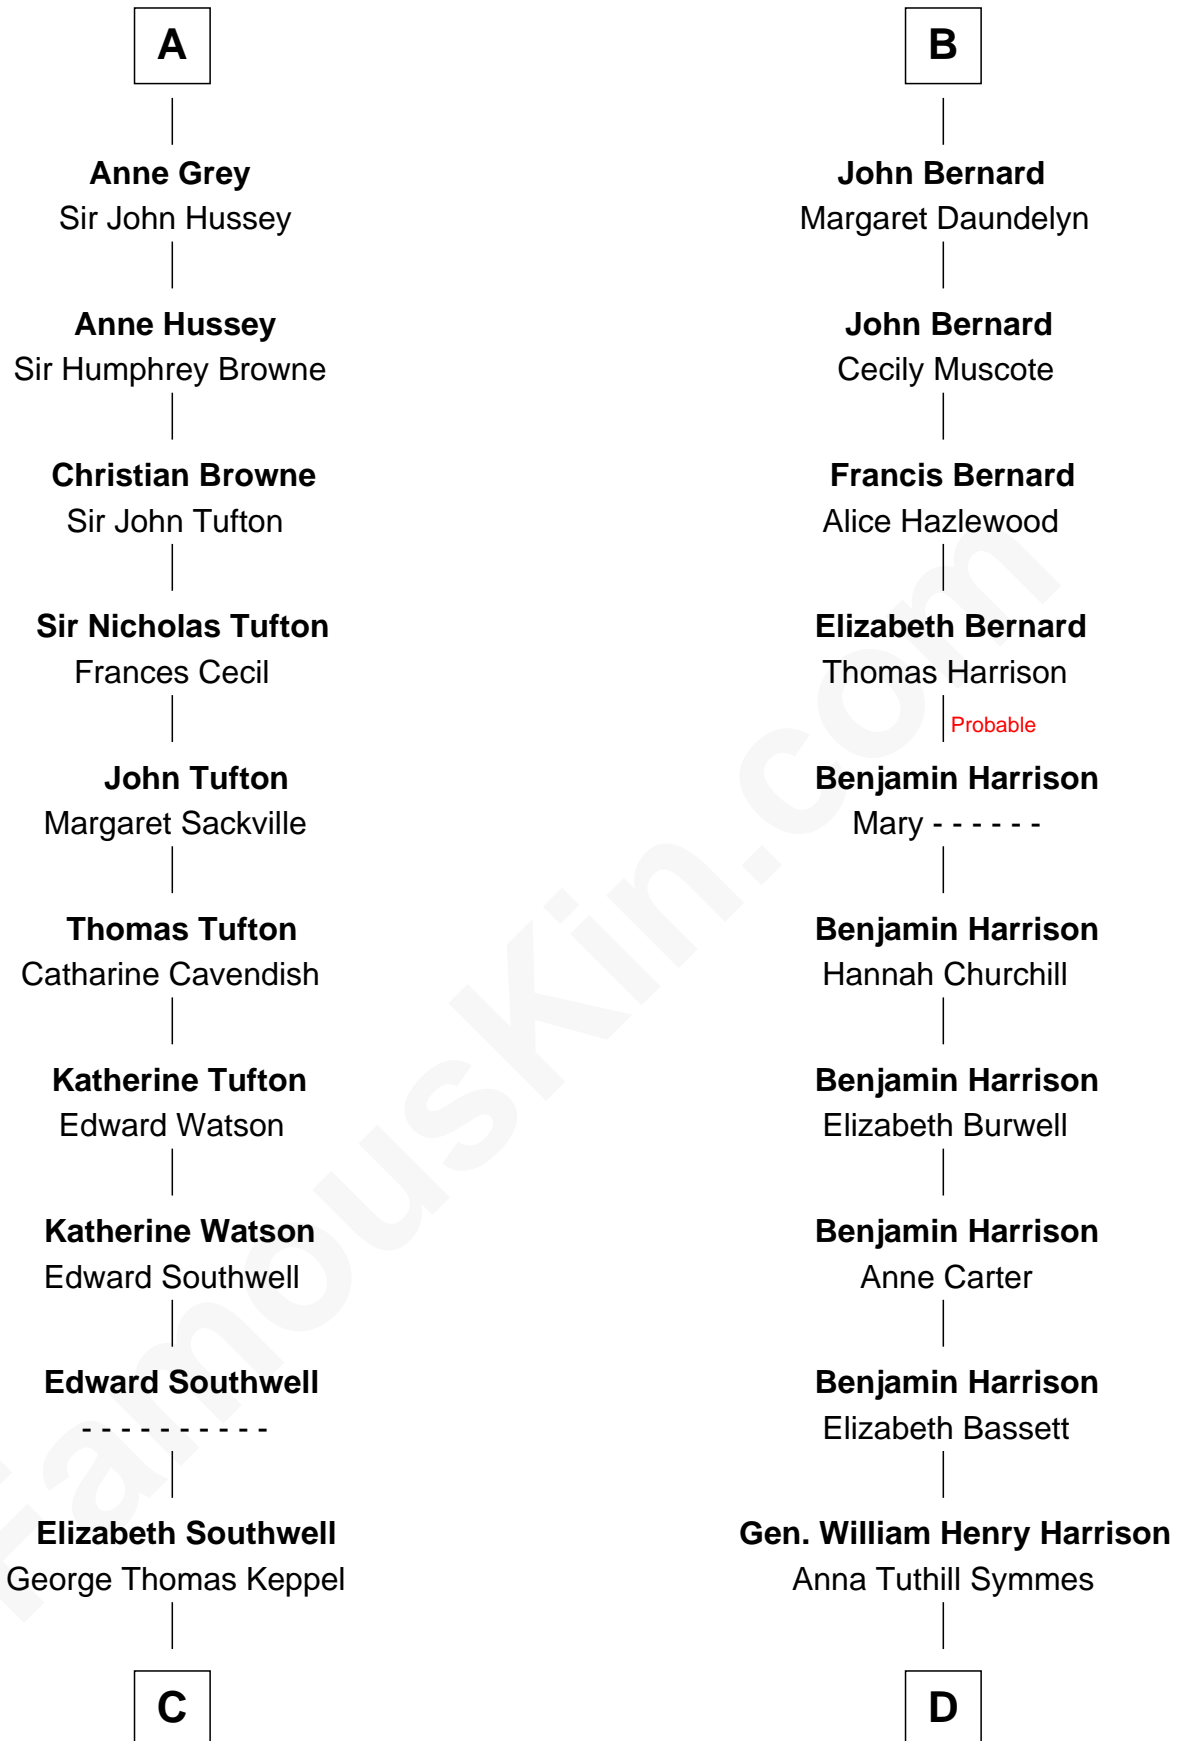 A
Anne Grey
Sir John Hussey
Anne Hussey
Sir Humphrey Browne
Christian Browne
Sir John Tufton
Sir Nicholas Tufton
Frances Cecil
John Tufton
Margaret Sackville
Thomas Tufton
Catharine Cavendish
Katherine Tufton
Edward Watson
Katherine Watson
Edward Southwell
Edward Southwell
- - - - - - - - - -
Elizabeth Southwell
George Thomas Keppel
C
B
John Bernard
Margaret Daundelyn
John Bernard
Cecily Muscote
Francis Bernard
Alice Hazlewood
Elizabeth Bernard
Thomas Harrison
Probable
Benjamin Harrison
Mary - - - - - -
Benjamin Harrison
Hannah Churchill
Benjamin Harrison
Elizabeth Burwell
Benjamin Harrison
Anne Carter
Benjamin Harrison
Elizabeth Bassett
Gen. William Henry Harrison
Anna Tuthill Symmes
D
FamousKin.com